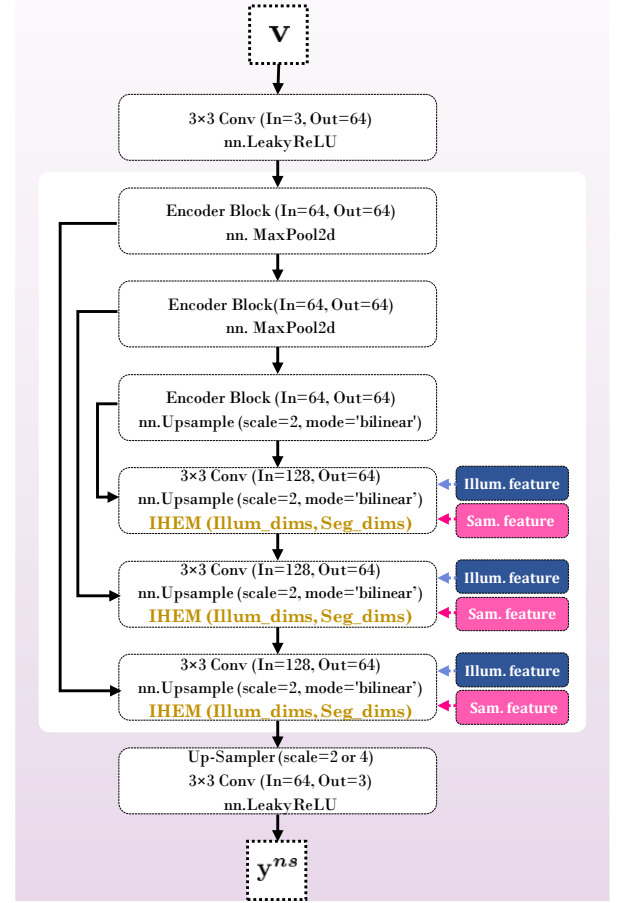 v
3×3 Conv (In=3, Out=64)
nn.LeakyReLU
Encoder Block (In=64, Out=64)
nn. MaxPool2d
Encoder Block(In=64, Out=64)
nn. MaxPool2d
Encoder Block (In=64, Out=64)
nn.Upsample (scale=2, mode='bilinear')
3×3 Conv (In=128, Out=64)
nn.Upsample (scale=2, mode='bilinear’)
IHEM (Illum_dims, Seg_dims)
Illum. feature
Sam. feature
3×3 Conv (In=128, Out=64)
nn.Upsample (scale=2, mode='bilinear’)
IHEM (Illum_dims, Seg_dims)
Illum. feature
Sam. feature
3×3 Conv (In=128, Out=64)
nn.Upsample (scale=2, mode='bilinear’)
IHEM (Illum_dims, Seg_dims)
Illum. feature
Sam. feature
Up-Sampler (scale=2 or 4)
3×3 Conv (In=64, Out=3)
nn.LeakyReLU
y^{ns}